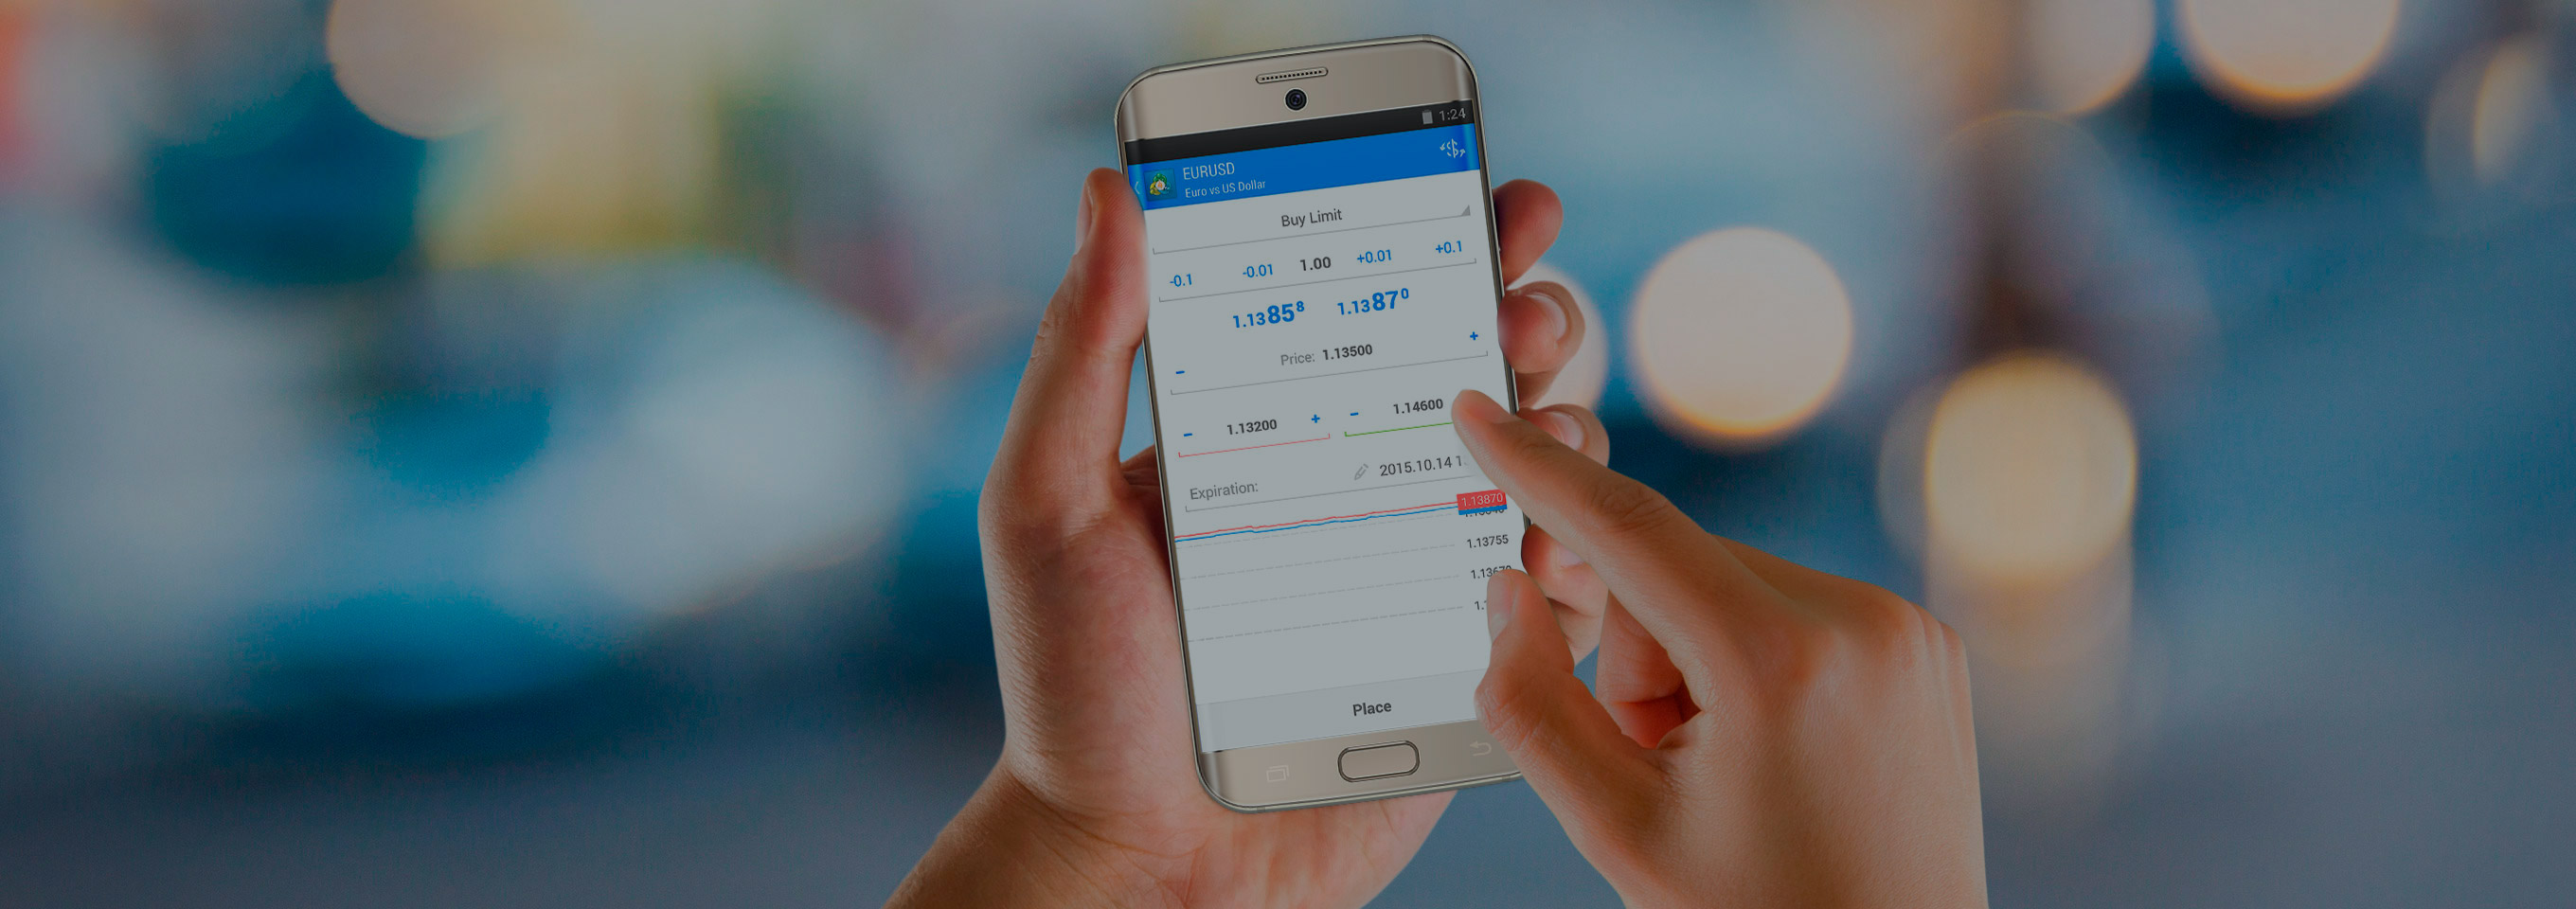 1:24
EURUSD
Euro vs US Dollar
Buy Limit
-0.1 -0.01 1.00 +0.01 +0.1
1.13858 1.13870
- Price: 1.13500 +
- 1.13200 + - 1.14600
Expiration: 2015.10.14
1.13870
1.13755
Place